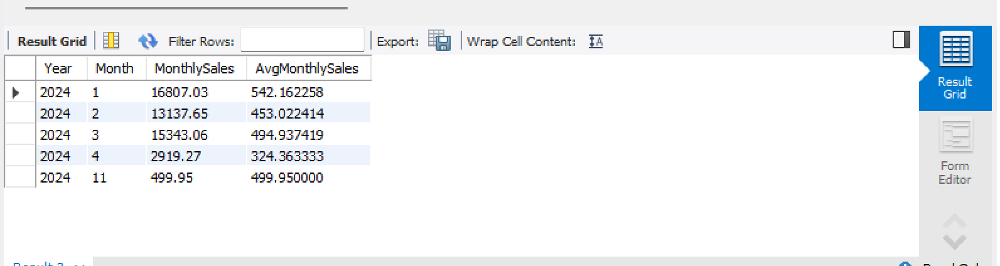 Result Grid Filter Rows: Export: Wrap Cell Content: IA
Year Month MonthlySales AvgMonthlySales
2024 1 16807.03 542.162258
2024 2 13137.65 453.022414
2024 3 15343.06 494.937419
2024 4 2919.27 324.363333
2024 11 499.95 499.950000
Result
Grid
Form
Editor